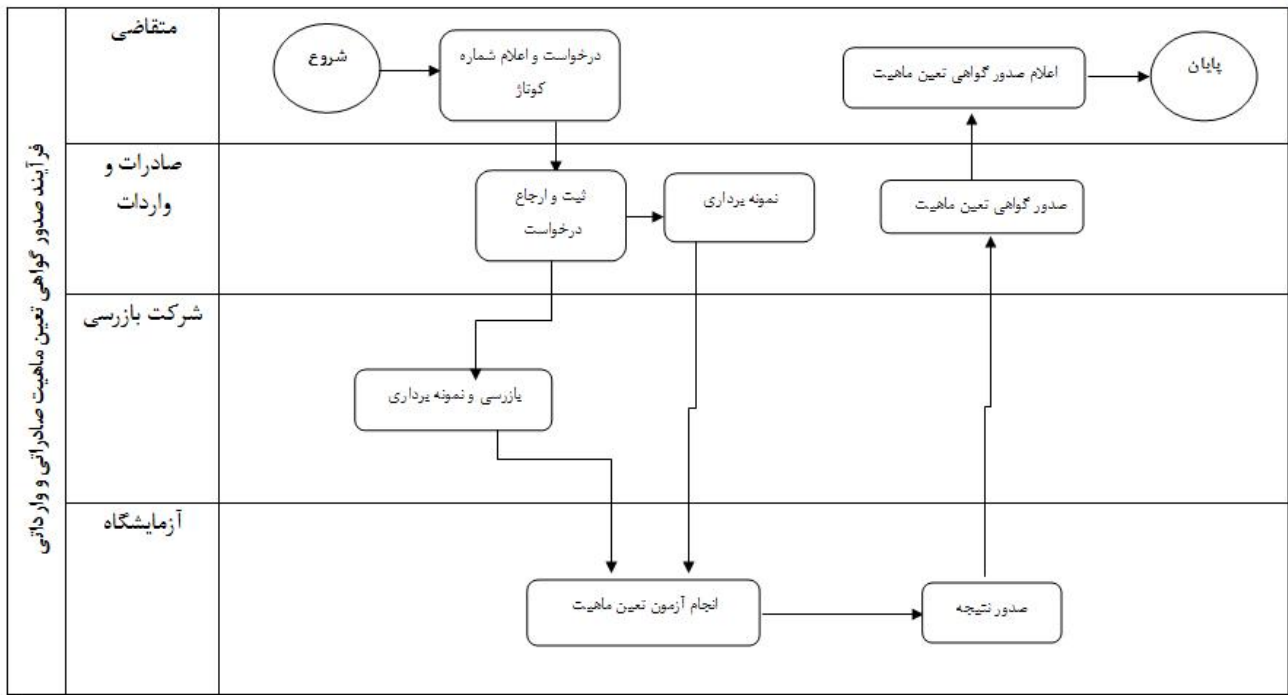 فرآیند صدور گواهی تعین ماهیت صادراتی و وارداتی
متقاضی
شروع
درخواست و اعلام شماره
کوتاژ
اعلام صدور گواهی تعین ماهیت
پایان
صادرات و
واردات
ثبت و ارجاع
درخواست
نمونه برداری
صدور گواهی تعین ماهیت
شرکت بازرسی
بازرسی و نمونه برداری
آزمایشگاه
انجام آزمون تعین ماهیت
صدور نتیجه